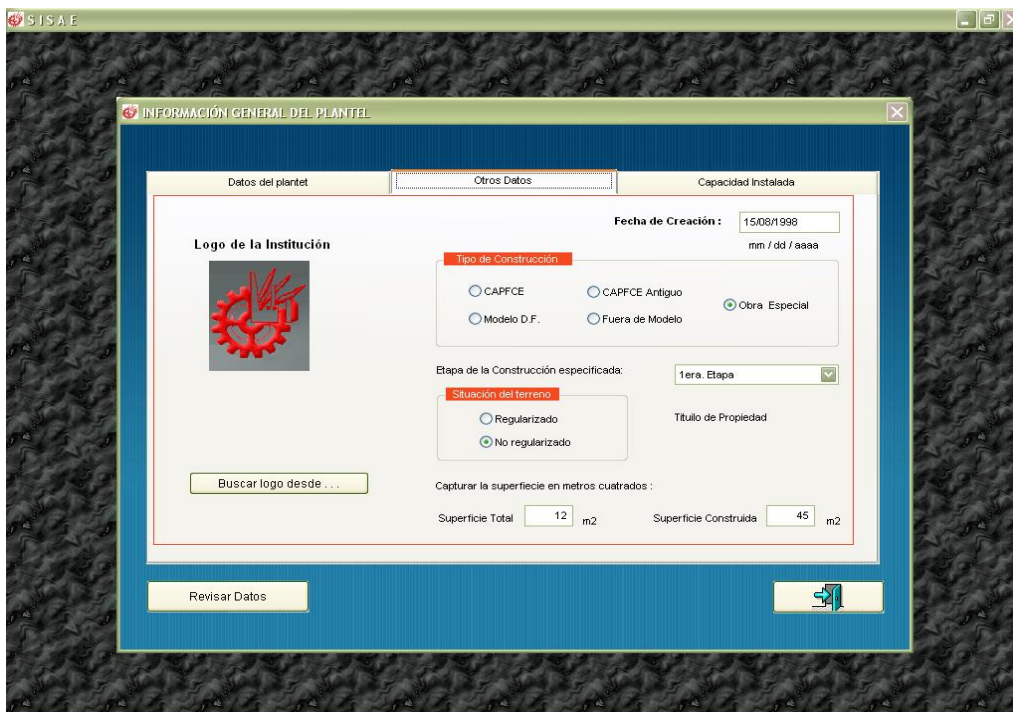 SISAE
INFORMACIÓN GENERAL DEL PLANTEL
Datos del plantet
Otros Datos
Capacidad Instalada
Fecha de Creación :
15/08/1998
mm / dd / aaaa
Logo de la Institución
Tipo de Construcción
CAPFCE
CAPFCE Antiguo
Obra Especial
Modelo D.F.
Fuera de Modelo
Etapa de la Construcción especificada:
1era. Etapa
Situación del terreno
Regularizado
Titulo de Propiedad
No regularizado
Buscar logo desde . . .
Capturar la superfiecie en metros cuatrados :
Superficie Total 12 m2
Superficie Construida 45 m2
Revisar Datos